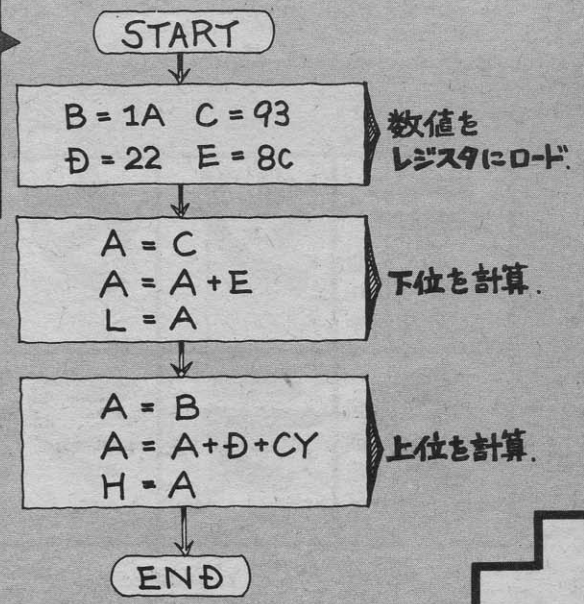 START
B = 1A C = 93
Đ = 22 E = 8C
数値を
レジスタにロード.
A = C
A = A + E
L = A
下位を計算.
A = B
A = A + Đ + CY
H = A
上位を計算.
ENĐ